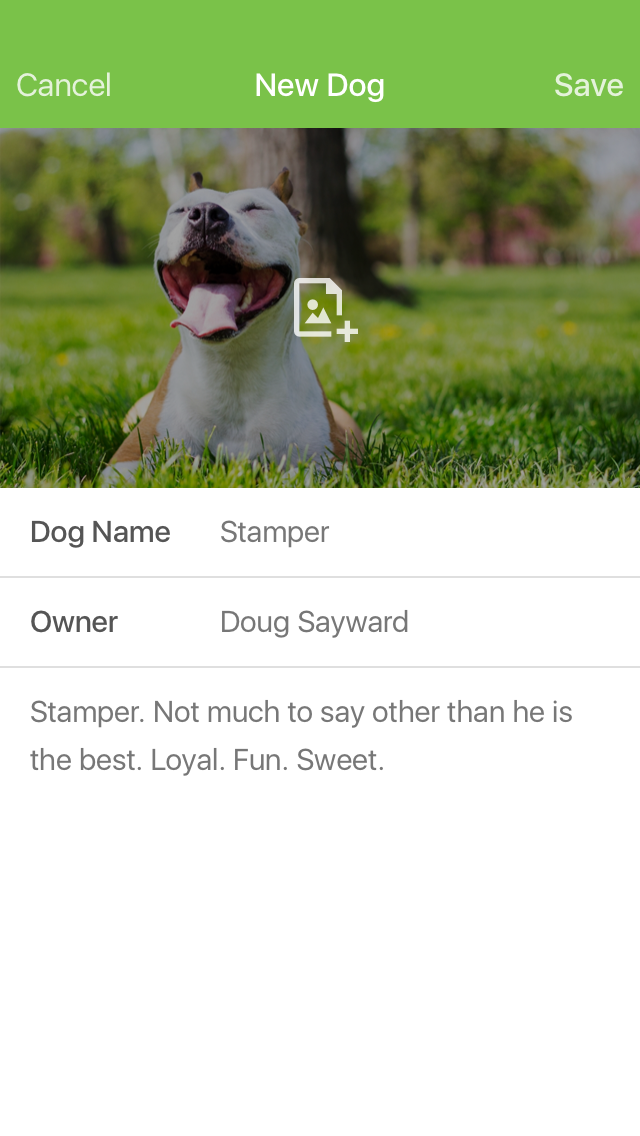 Cancel New Dog Save
Dog Name Stamper
Owner Doug Sayward
Stamper. Not much to say other than he is
the best. Loyal. Fun. Sweet.